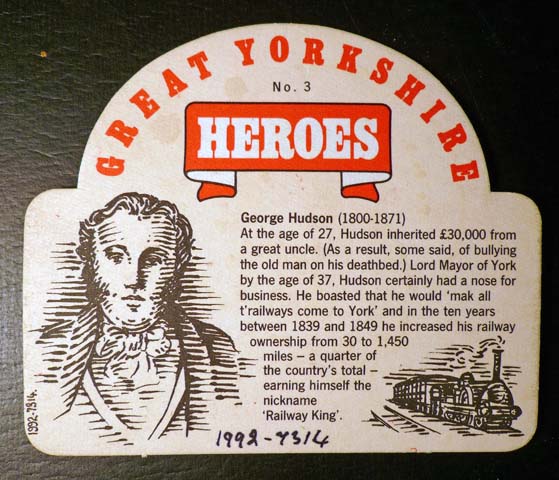 GREAT YORKSHIRE
No. 3
HEROES
George Hudson (1800-1871)
At the age of 27, Hudson inherited £30,000 from
a great uncle. (As a result, some said, of bullying
the old man on his deathbed.) Lord Mayor of York
by the age of 37, Hudson certainly had a nose for
business. He boasted that he would ‘mak all
t’railways come to York’ and in the ten years
between 1839 and 1849 he increased his railway
ownership from 30 to 1,450
miles – a quarter of
the country’s total –
earning himself the
nickname
‘Railway King’.
1992-7314.
1992-7314